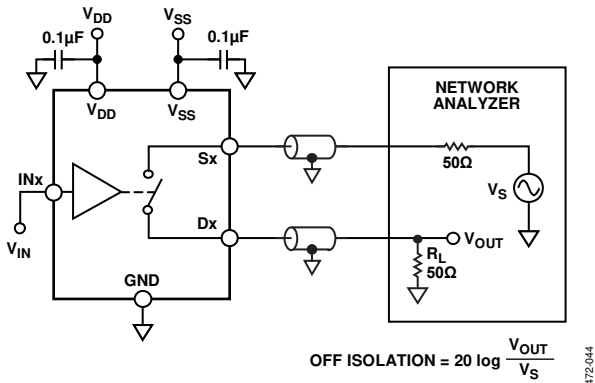 VDD
VSS
0.1µF
0.1µF
VDD
VSS
NETWORK
ANALYZER
Sx
50Ω
INx
VS
Dx
VOUT
VIN
RL
50Ω
GND
OFF ISOLATION = 20 log VOUT
VS
472-044